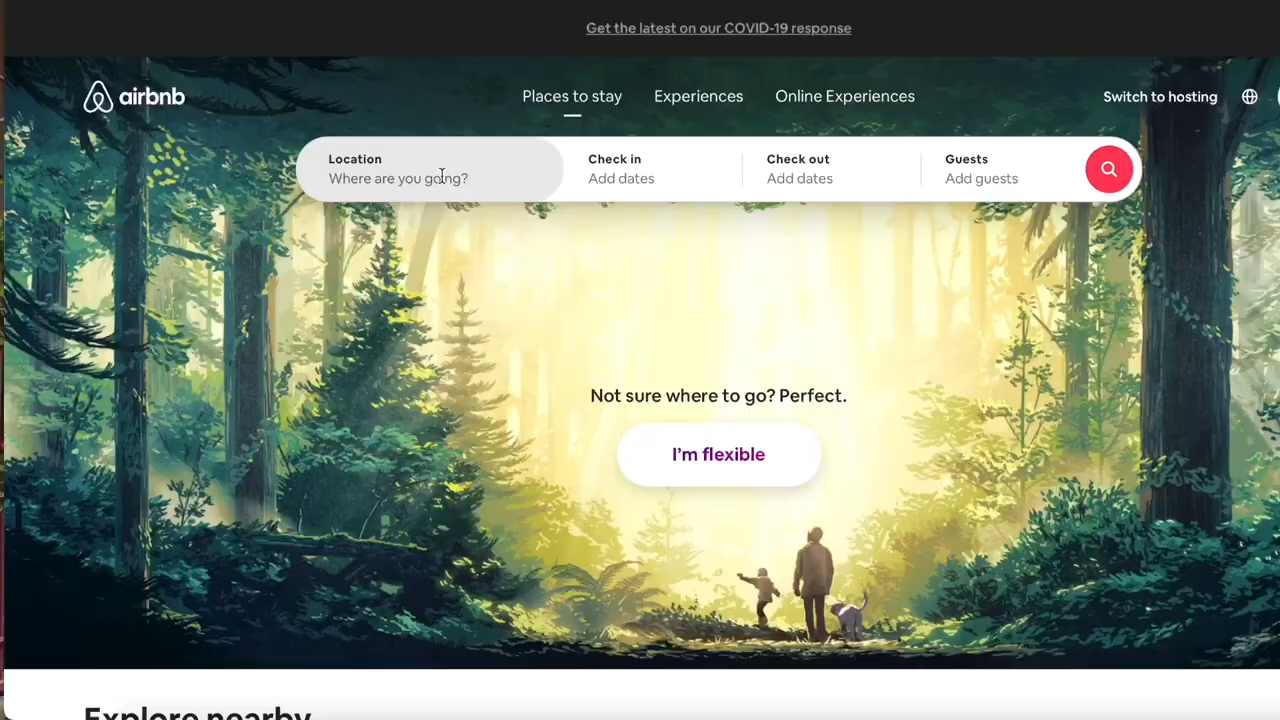 Get the latest on our COVID-19 response
airbnb
Places to stay
Experiences
Online Experiences
Switch to hosting
Location
Where are you going?
Check in
Add dates
Check out
Add dates
Guests
Add guests
Not sure where to go? Perfect.
I'm flexible
Explore nearby